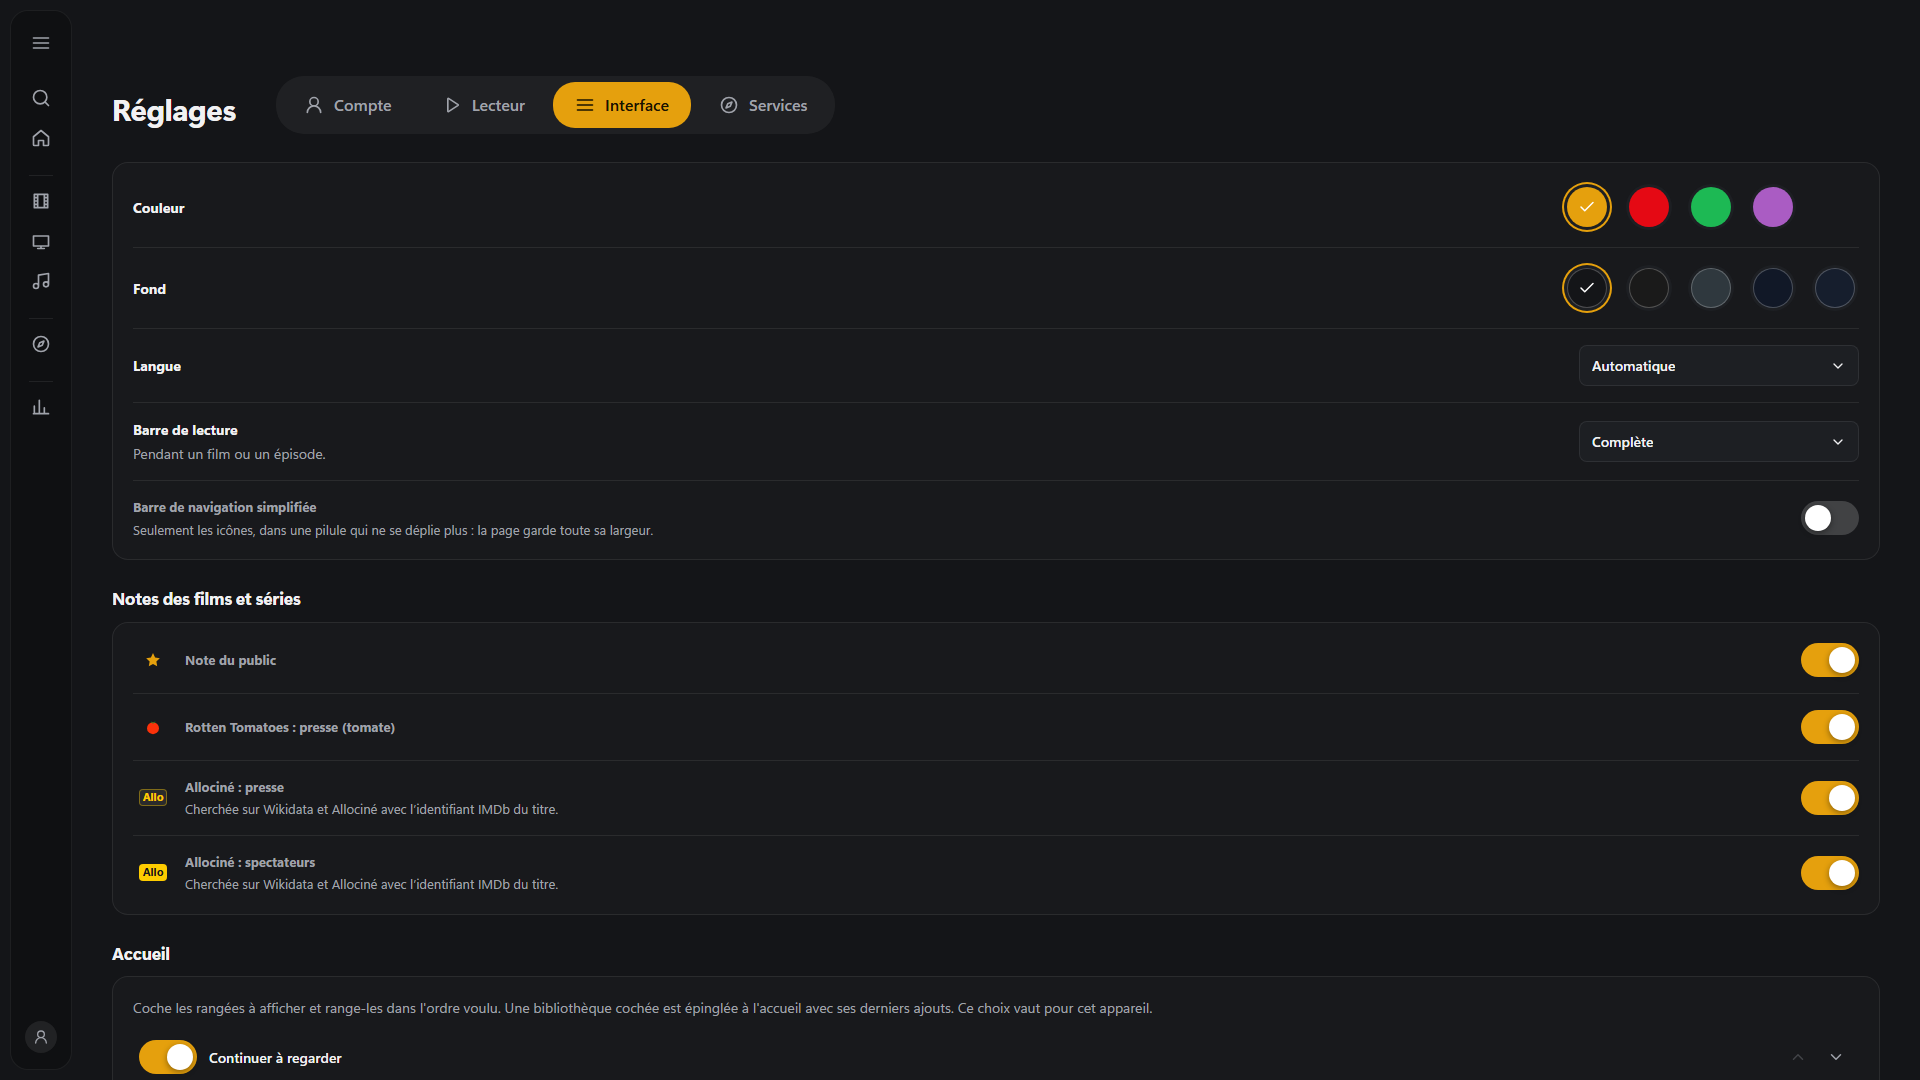 Réglages
Compte
Lecteur
Interface
Services
Couleur
Fond
Langue
Automatique
Barre de lecture
Pendant un film ou un épisode.
Complète
Barre de navigation simplifiée
Seulement les icônes, dans une pilule qui ne se déplie plus : la page garde toute sa largeur.
Notes des films et séries
Note du public
Rotten Tomatoes : presse (tomate)
Allo
Allociné : presse
Cherchée sur Wikidata et Allociné avec l'identifiant IMDb du titre.
Allo
Allociné : spectateurs
Cherchée sur Wikidata et Allociné avec l'identifiant IMDb du titre.
Accueil
Coche les rangées à afficher et range-les dans l'ordre voulu. Une bibliothèque cochée est épinglée à l'accueil avec ses derniers ajouts. Ce choix vaut pour cet appareil.
Continuer à regarder